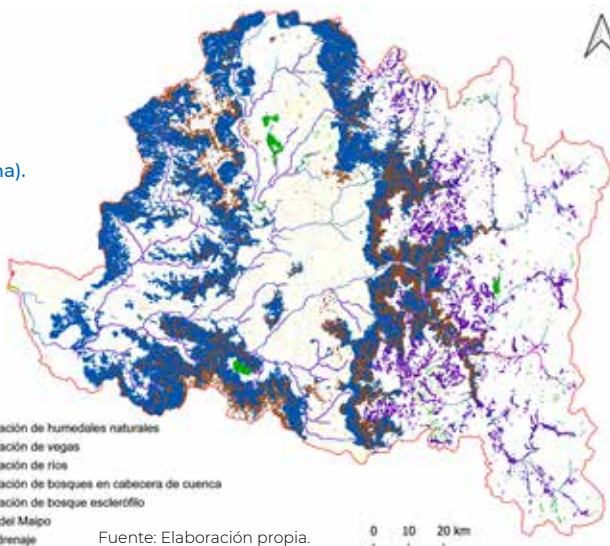 na).
ación de humedales naturales
ación de vegas
ación de ríos
ación de bosques en cabecera de cuenca
ación de bosque esclerófilo
del Maipo
drenaje
Fuente: Elaboración propia.
0 10 20 km